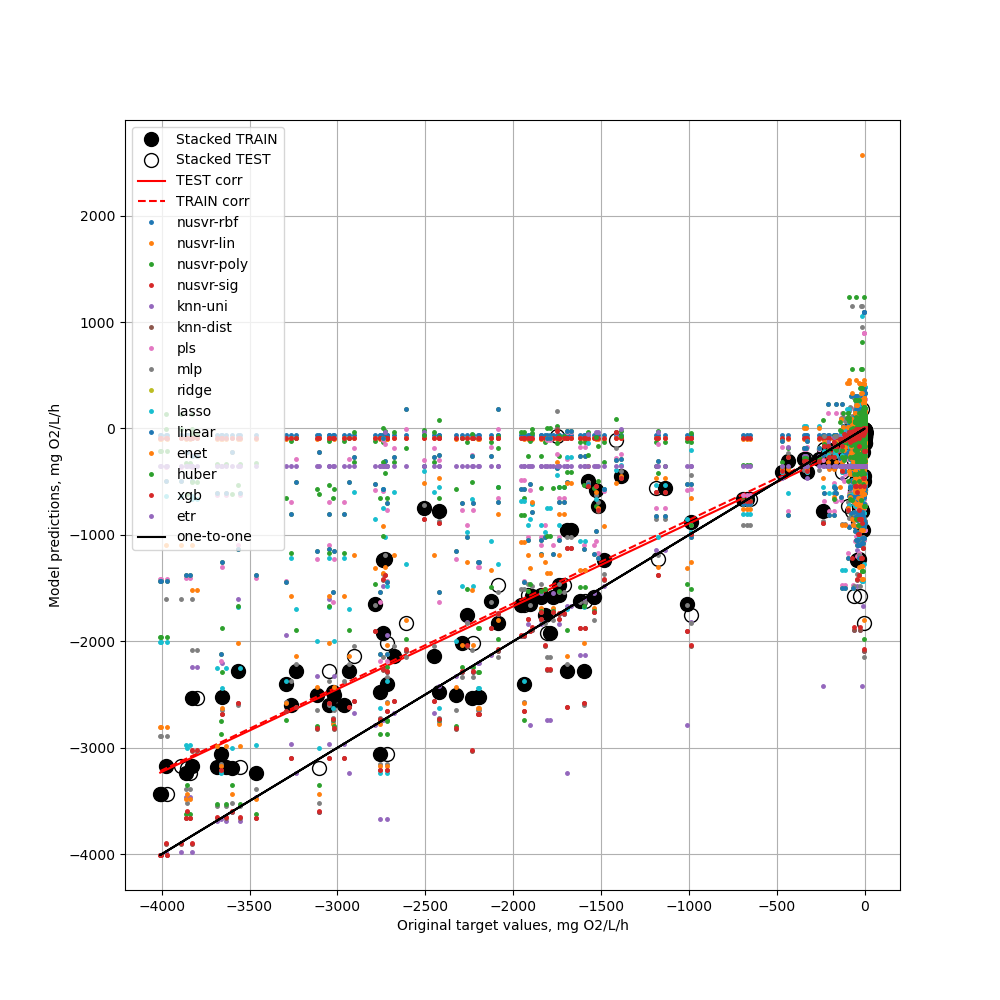 Stacked TRAIN
Stacked TEST
TEST corr
TRAIN corr
nusvr-rbf
nusvr-lin
nusvr-poly
nusvr-sig
knn-uni
knn-dist
pls
mlp
ridge
lasso
linear
enet
huber
xgb
etr
one-to-one
2000
1000
0
−1000
−2000
−3000
−4000
Model predictions, mg O2/L/h
−4000 −3500 −3000 −2500 −2000 −1500 −1000 −500 0
Original target values, mg O2/L/h